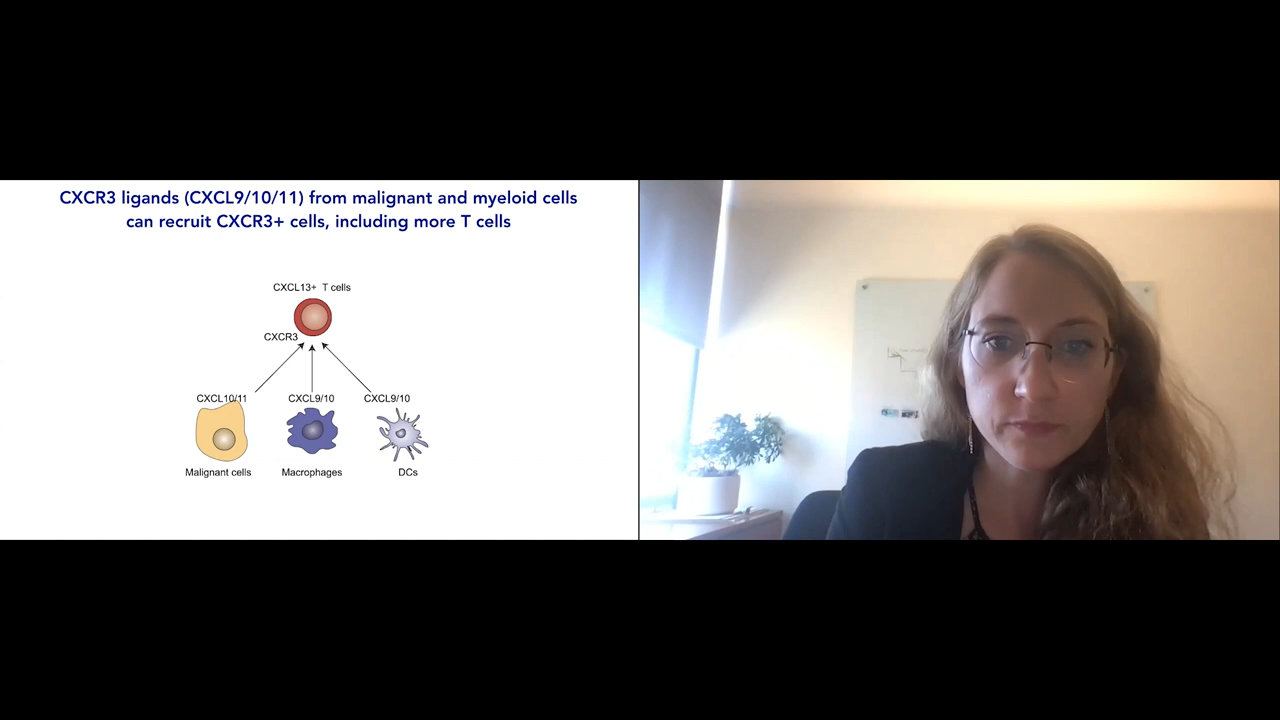 CXCR3 ligands (CXCL9/10/11) from malignant and myeloid cells
can recruit CXCR3+ cells, including more T cells
CXCL13+ T cells
CXCR3
CXCL10/11
CXCL9/10
CXCL9/10
Malignant cells
Macrophages
DCs